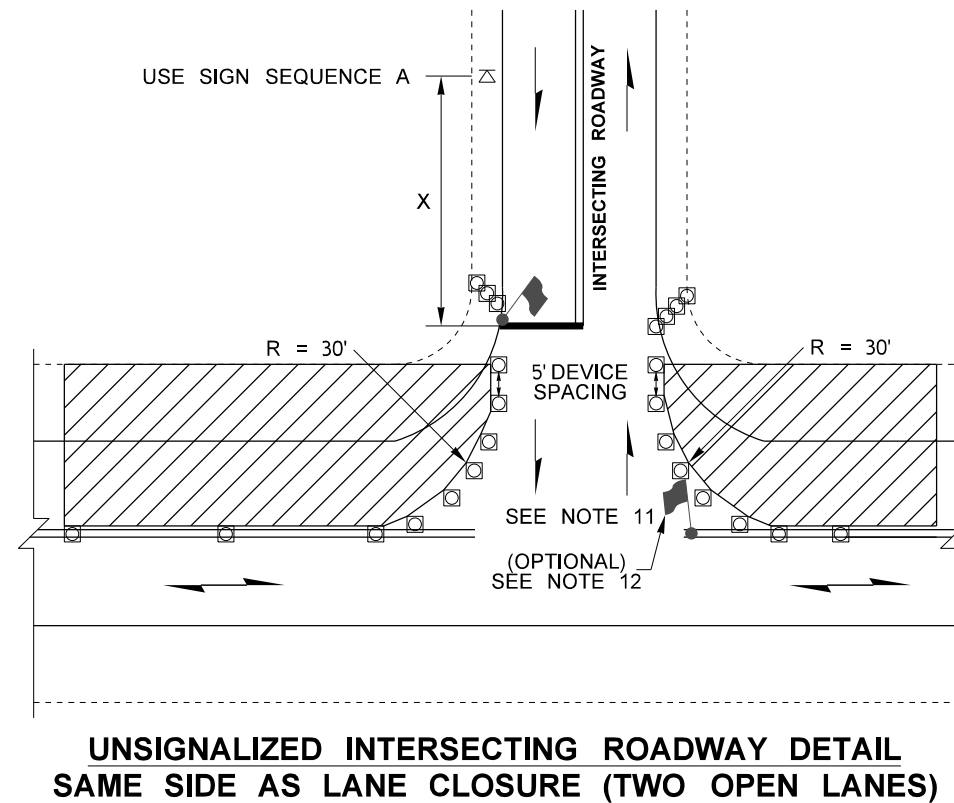 USE SIGN SEQUENCE A
INTERSECTING ROADWAY
X
R = 30'
R = 30'
5' DEVICE
SPACING
SEE NOTE 11
(OPTIONAL)
SEE NOTE 12
UNSIGNALIZED INTERSECTING ROADWAY DETAIL
SAME SIDE AS LANE CLOSURE (TWO OPEN LANES)